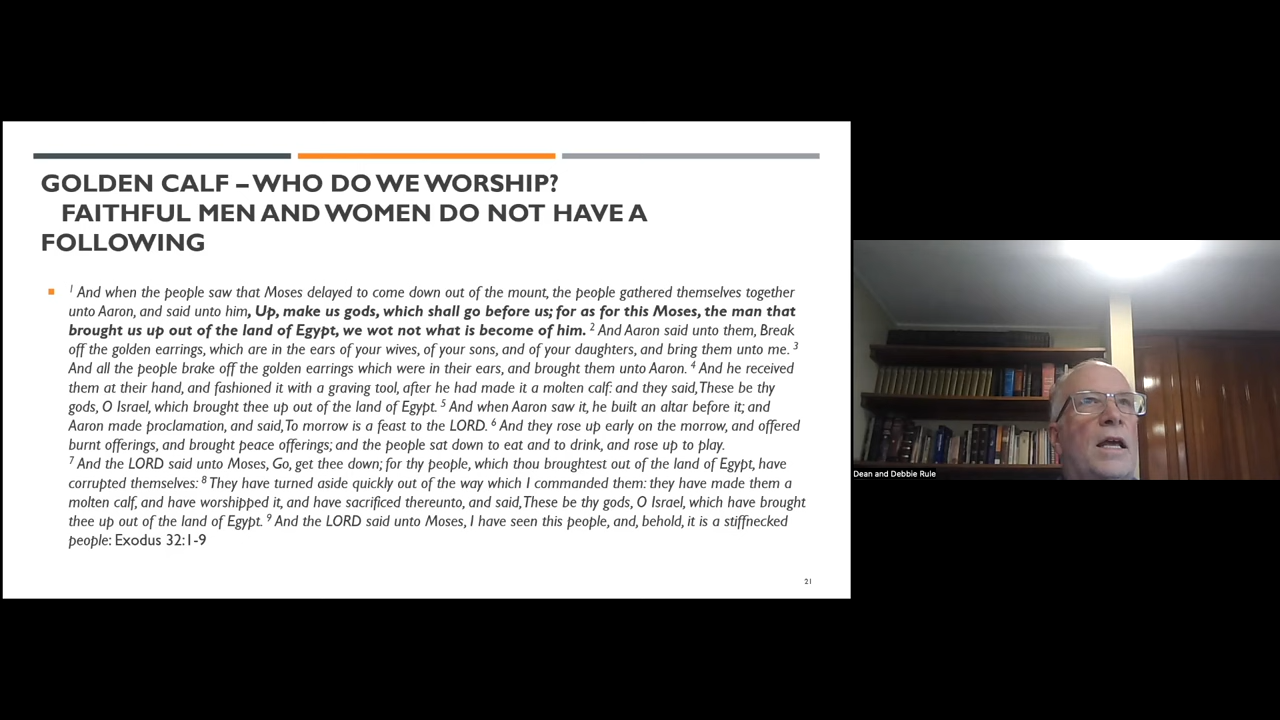 GOLDEN CALF – WHO DO WE WORSHIP?
FAITHFUL MEN AND WOMEN DO NOT HAVE A
FOLLOWING
1 And when the people saw that Moses delayed to come down out of the mount, the people gathered themselves together
unto Aaron, and said unto him, Up, make us gods, which shall go before us; for as for this Moses, the man that
brought us up out of the land of Egypt, we wot not what is become of him. 2 And Aaron said unto them, Break
off the golden earrings, which are in the ears of your wives, of your sons, and of your daughters, and bring them unto me. 3
And all the people brake off the golden earrings which were in their ears, and brought them unto Aaron. 4 And he received
them at their hand, and fashioned it with a graving tool, after he had made it a molten calf: and they said, These be thy
gods, O Israel, which brought thee up out of the land of Egypt. 5 And when Aaron saw it, he built an altar before it; and
Aaron made proclamation, and said, To morrow is a feast to the LORD. 6 And they rose up early on the morrow, and offered
burnt offerings, and brought peace offerings; and the people sat down to eat and to drink, and rose up to play.
7 And the LORD said unto Moses, Go, get thee down; for thy people, which thou broughtest out of the land of Egypt, have
corrupted themselves: 8 They have turned aside quickly out of the way which I commanded them: they have made them a
molten calf, and have worshipped it, and have sacrificed thereunto, and said, These be thy gods, O Israel, which have brought
thee up out of the land of Egypt. 9 And the LORD said unto Moses, I have seen this people, and, behold, it is a stiffnecked
people: Exodus 32:1-9
21
Dean and Debbie Rule